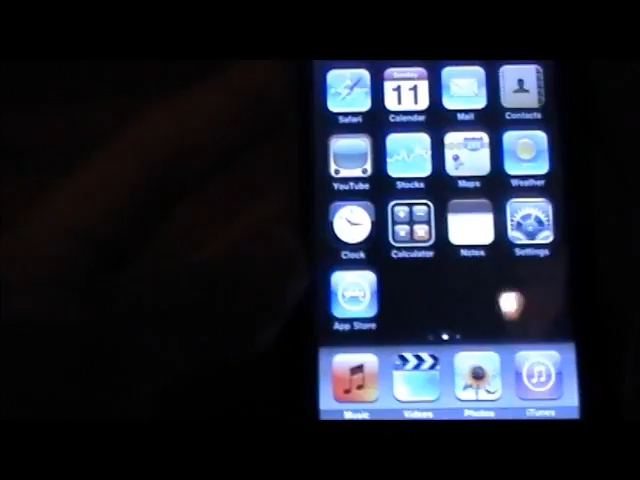 Sunday
11
Safari Calendar Mail Contacts
YouTube Stocks Maps Weather
Clock Calculator Notes Settings
App Store
Music Videos Photos iTunes